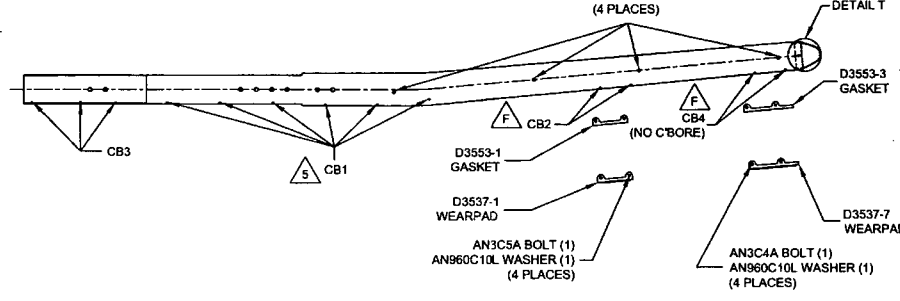 (4 PLACES)
DETAIL T
D3553-3
GASKET
F
CB2
F
CB4
(NO C'BORE)
CB3
5
CB1
D3553-1
GASKET
D3537-1
WEARPAD
D3537-7
WEARPAD
AN3C5A BOLT (1)
AN960C10L WASHER (1)
(4 PLACES)
AN3C4A BOLT (1)
AN960C10L WASHER (1)
(4 PLACES)